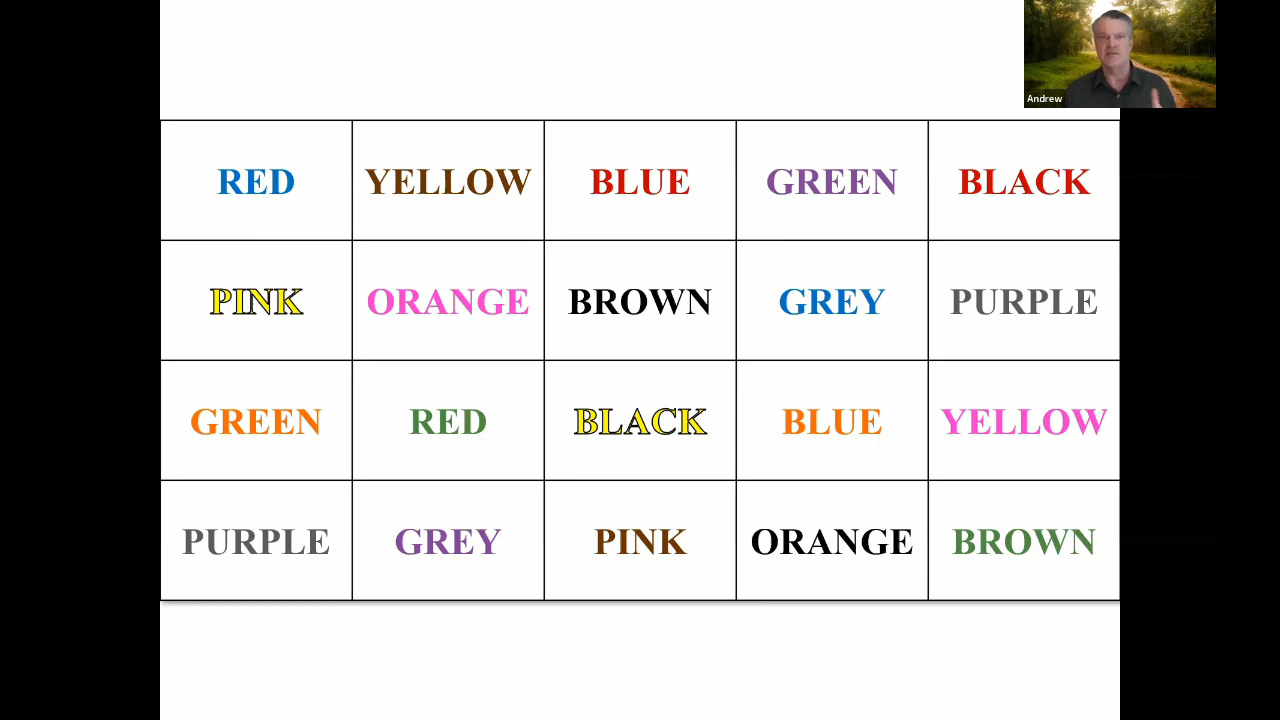 Andrew
RED YELLOW BLUE GREEN BLACK
PINK ORANGE BROWN GREY PURPLE
GREEN RED BLACK BLUE YELLOW
PURPLE GREY PINK ORANGE BROWN